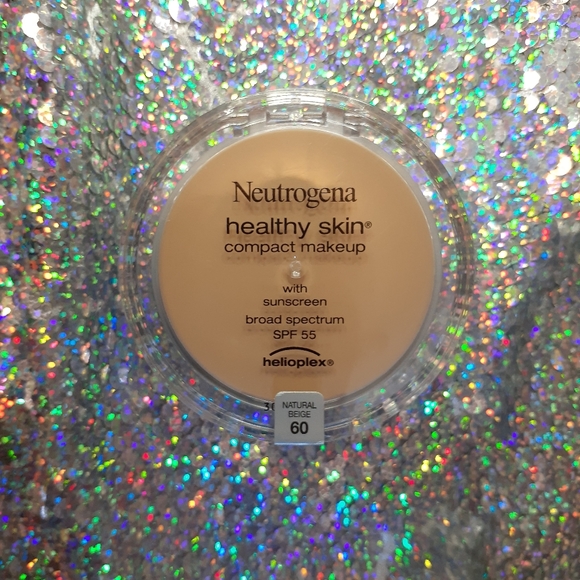 Neutrogena
healthy skin®
compact makeup
with
sunscreen
broad spectrum
SPF 55
helioplex®
NATURAL
BEIGE
60